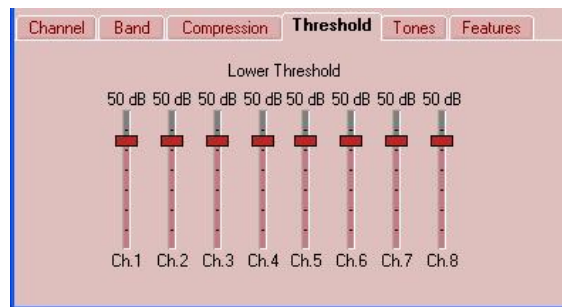 Channel Band Compression Threshold Tones Features
Lower Threshold
50 dB 50 dB 50 dB 50 dB 50 dB 50 dB 50 dB 50 dB
Ch.1 Ch.2 Ch.3 Ch.4 Ch.5 Ch.6 Ch.7 Ch.8